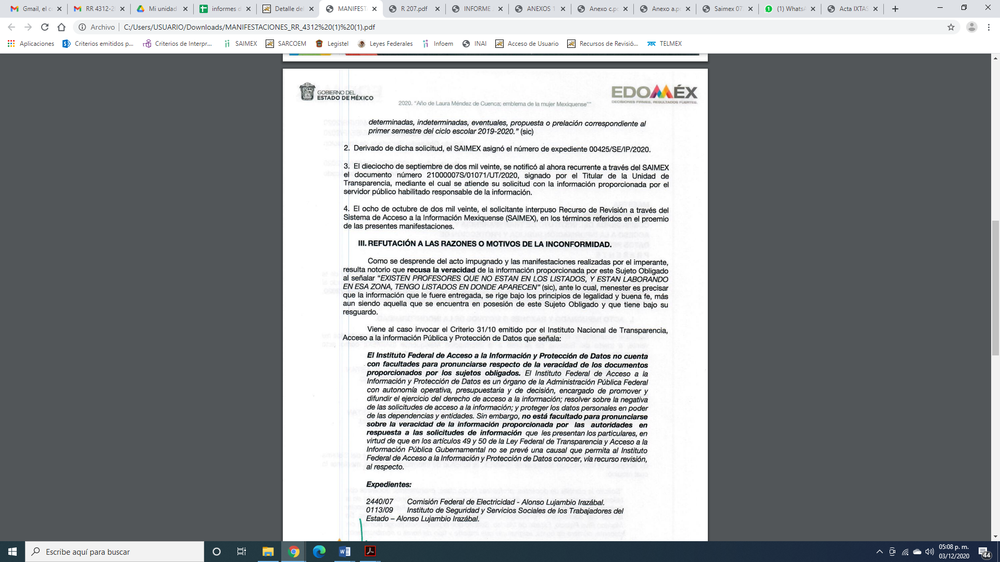 Gmail, el c
RR 4312-2
Mi unidad
informes d
Detalle del
MANIFEST
R 207.pdf
INFORME
ANEXOS 1
Anexo c.pc
Anexo a.pc
Saimex 07
(1) WhatsA
Acta IXTAS
Archivo
C:/Users/USUARIO/Downloads/MANIFESTACIONES_RR_4312%20(1)%20(1).pdf
Aplicaciones
Criterios emitidos p...
Criterios de Interpr...
SAIMEX
SARCOEM
Legistel
Leyes Federales
Infoem
INAI
Acceso de Usuario
Recursos de Revisió...
TELMEX
GOBIERNO DEL
ESTADO DE MÉXICO
EDOMÉX
DECISIONES FIRMES, RESULTADOS FUERTES.
2020. “Año de Laura Méndez de Cuenca; emblema de la mujer Mexiquense””
determinadas, indeterminadas, eventuales, propuesta o prelación correspondiente al
primer semestre del ciclo escolar 2019-2020.” (sic)
2. Derivado de dicha solicitud, el SAIMEX asignó el número de expediente 00425/SE/IP/2020.
3. El dieciocho de septiembre de dos mil veinte, se notificó al ahora recurrente a través del SAIMEX
el documento número 21000007S/01071/UT/2020, signado por el Titular de la Unidad de
Transparencia, mediante el cual se atiende su solicitud con la información proporcionada por el
servidor público habilitado responsable de la información.
4. El ocho de octubre de dos mil veinte, el solicitante interpuso Recurso de Revisión a través del
Sistema de Acceso a la Información Mexiquense (SAIMEX), en los términos referidos en el proemio
de las presentes manifestaciones.
III. REFUTACIÓN A LAS RAZONES O MOTIVOS DE LA INCONFORMIDAD.
Como se desprende del acto impugnado y las manifestaciones realizadas por el imperante,
resulta notorio que recusa la veracidad de la información proporcionada por este Sujeto Obligado
al señalar “EXISTEN PROFESORES QUE NO ESTAN EN LOS LISTADOS, Y ESTAN LABORANDO
EN ESA ZONA, TENGO LISTADOS EN DONDE APARECEN” (sic), ante lo cual, menester es precisar
que la información que le fuere entregada, se rige bajo los principios de legalidad y buena fe, más
aun siendo aquella que se encuentra en posesión de este Sujeto Obligado y que tiene bajo su
resguardo.
Viene al caso invocar el Criterio 31/10 emitido por el Instituto Nacional de Transparencia,
Acceso a la información Pública y Protección de Datos que señala:
El Instituto Federal de Acceso a la Información y Protección de Datos no cuenta
con facultades para pronunciarse respecto de la veracidad de los documentos
proporcionados por los sujetos obligados. El Instituto Federal de Acceso a la
Información y Protección de Datos es un órgano de la Administración Pública Federal
con autonomía operativa, presupuestaria y de decisión, encargado de promover y
difundir el ejercicio del derecho de acceso a la información; resolver sobre la negativa
de las solicitudes de acceso a la información; y proteger los datos personales en poder
de las dependencias y entidades. Sin embargo, no está facultado para pronunciarse
sobre la veracidad de la información proporcionada por las autoridades en
respuesta a las solicitudes de información que les presentan los particulares, en
virtud de que en los artículos 49 y 50 de la Ley Federal de Transparencia y Acceso a la
Información Pública Gubernamental no se prevé una causal que permita al Instituto
Federal de Acceso a la Información y Protección de Datos conocer, vía recurso revisión,
al respecto.
Expedientes:
2440/07 Comisión Federal de Electricidad - Alonso Lujambio Irazábal.
0113/09 Instituto de Seguridad y Servicios Sociales de los Trabajadores del
Estado – Alonso Lujambio Irazábal.
Escribe aquí para buscar
05:08 p. m.
03/12/2020
44